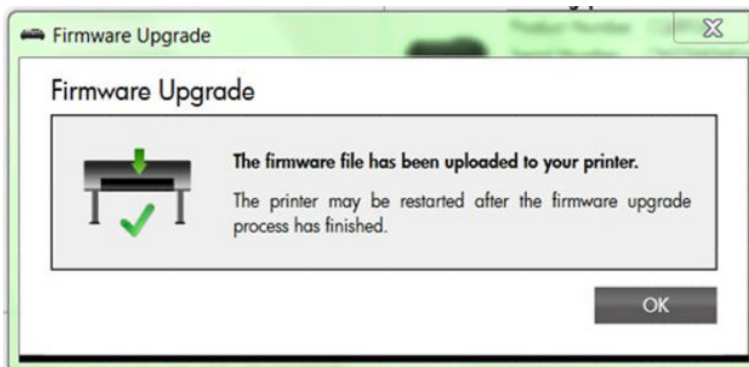 Firmware Upgrade
Firmware Upgrade
The firmware file has been uploaded to your printer.
The printer may be restarted after the firmware upgrade
process has finished.
OK